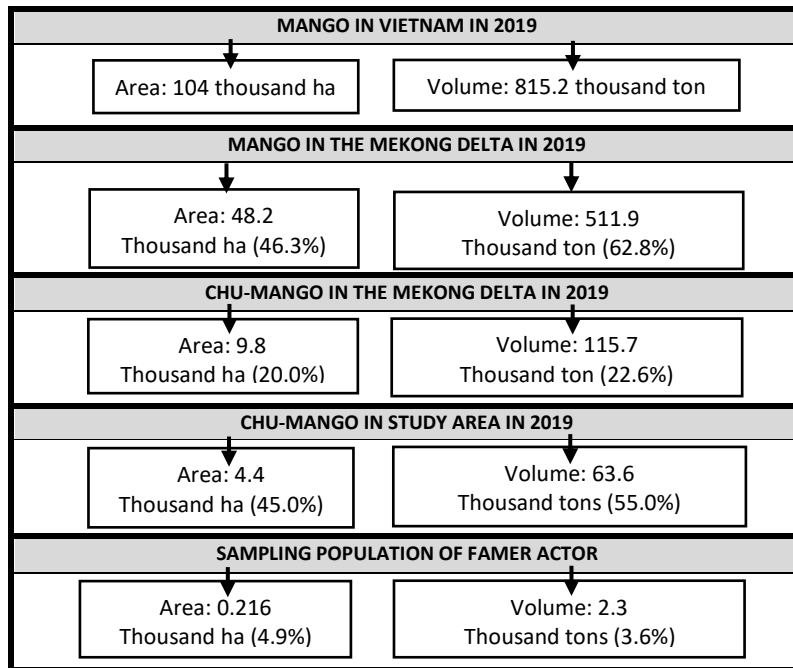 MANGO IN VIETNAM IN 2019
Area: 104 thousand ha
Volume: 815.2 thousand ton
MANGO IN THE MEKONG DELTA IN 2019
Area: 48.2
Thousand ha (46.3%)
Volume: 511.9
Thousand ton (62.8%)
CHU-MANGO IN THE MEKONG DELTA IN 2019
Area: 9.8
Thousand ha (20.0%)
Volume: 115.7
Thousand ton (22.6%)
CHU-MANGO IN STUDY AREA IN 2019
Area: 4.4
Thousand ha (45.0%)
Volume: 63.6
Thousand tons (55.0%)
SAMPLING POPULATION OF FAMER ACTOR
Area: 0.216
Thousand ha (4.9%)
Volume: 2.3
Thousand tons (3.6%)